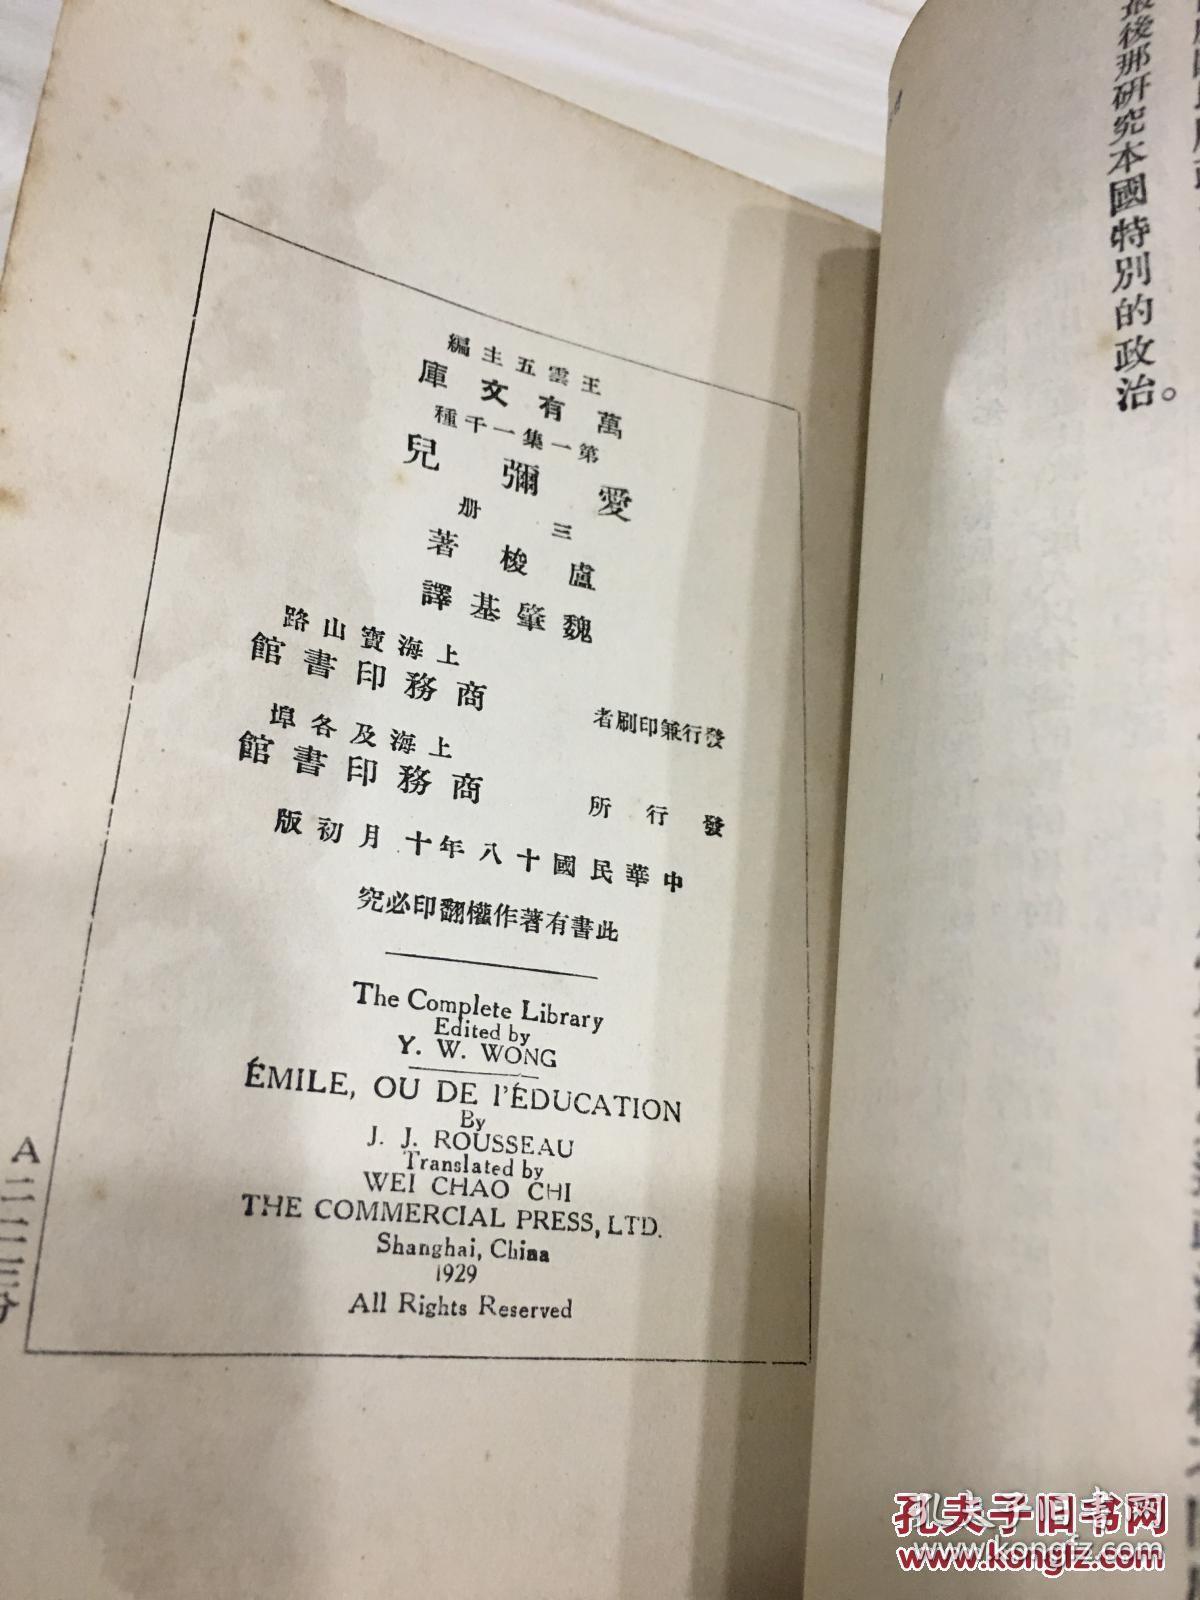 最後那研究本國特別的政治。
王雲五主編
萬有文庫
第一集一千種
愛彌兒
三冊
盧梭著
魏肇基譯
發行兼印刷者
上海寶山路
商務印書館
發行所
上海及各埠
商務印書館
中華民國十八年十月初版
此書有著作權翻印必究
The Complete Library
Edited by
Y. W. WONG
ÉMILE, OU DE l'ÉDUCATION
By
J. J. ROUSSEAU
Translated by
WEI CHAO CHI
THE COMMERCIAL PRESS, LTD.
Shanghai, China
1929
All Rights Reserved
孔夫子旧书网
www.kongfz.com